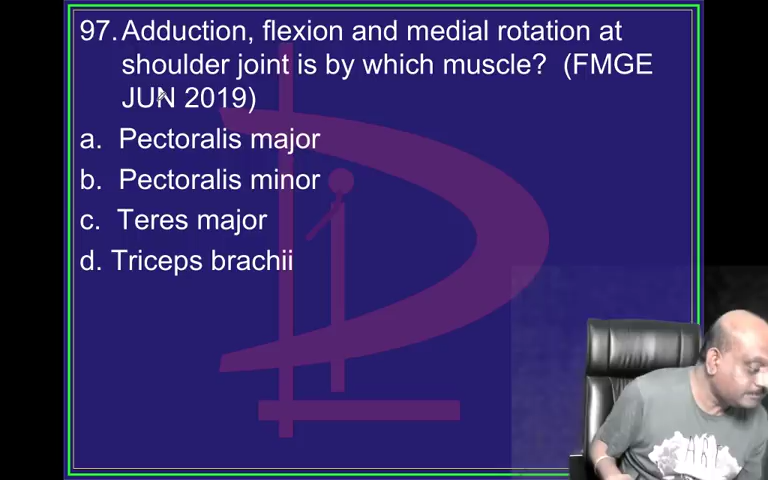 97. Adduction, flexion and medial rotation at
shoulder joint is by which muscle? (FMGE
JUN 2019)
a. Pectoralis major
b. Pectoralis minor
c. Teres major
d. Triceps brachii
ART